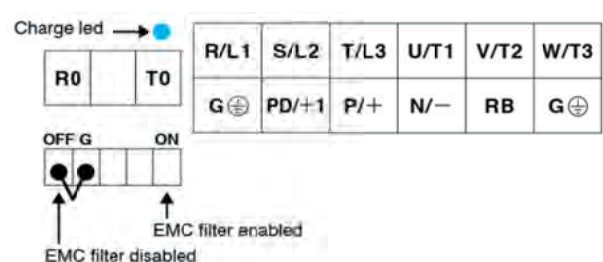 Charge led
R/L1 S/L2 T/L3 U/T1 V/T2 W/T3
R0 T0
G⏚ PD/+1 P/+ N/− RB G⏚
OFF G ON
EMC filter enabled
EMC filter disabled